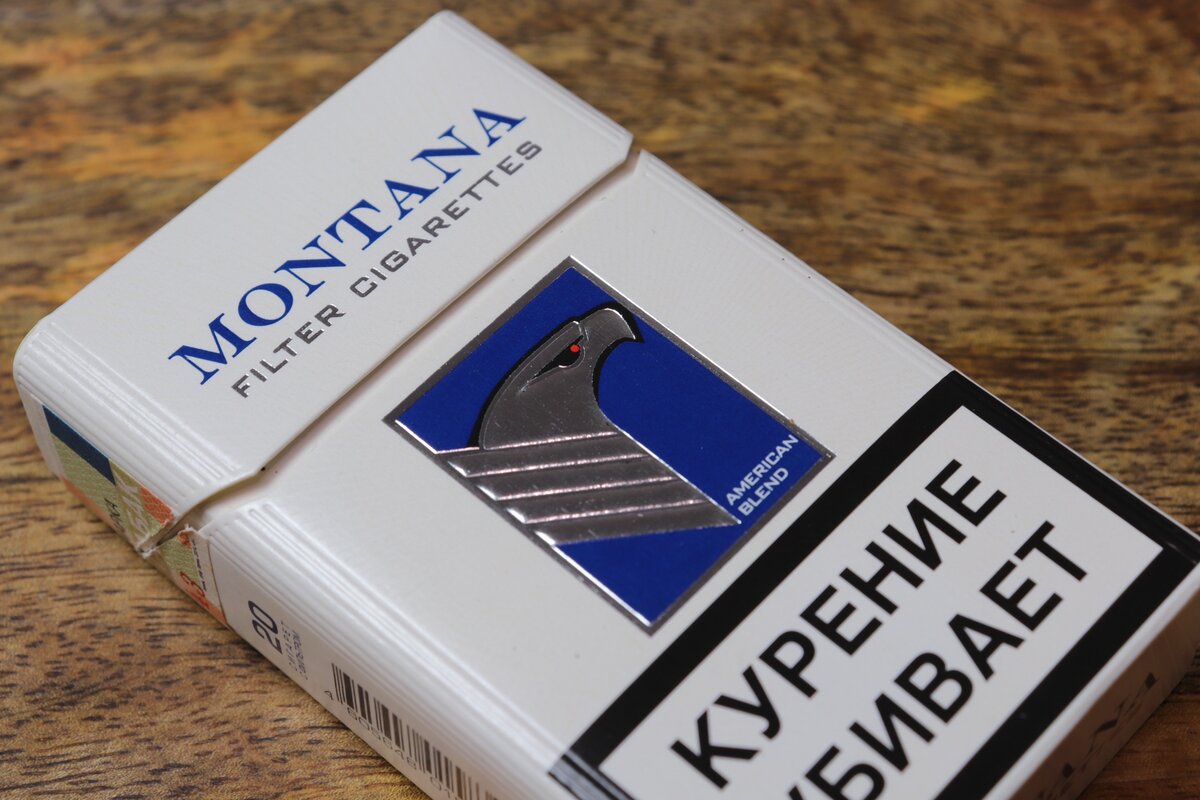 MONTANA
FILTER CIGARETTES
AMERICAN
BLEND
КУРЕНИЕ
УБИВАЕТ
20